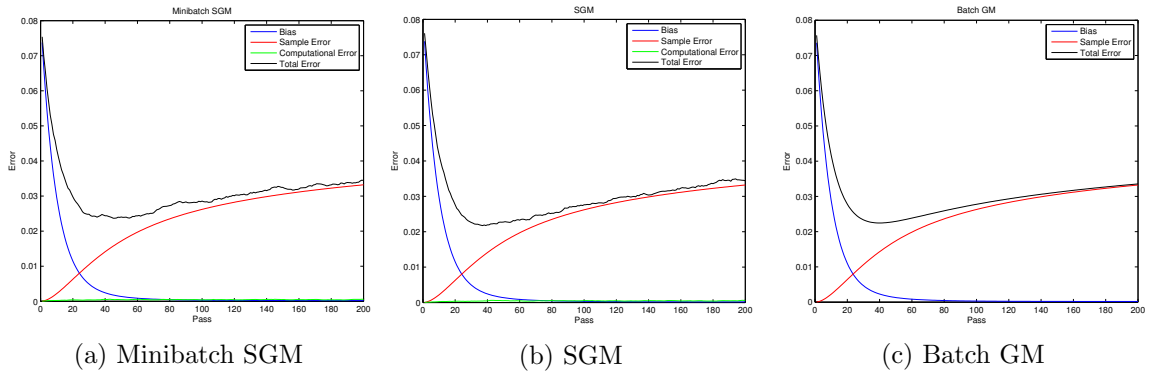 Minibatch SGM
0.08
0.07
0.06
0.05
0.04
0.03
0.02
0.01
0
Error
0 20 40 60 80 100 120 140 160 180 200
Pass
Bias
Sample Error
Computational Error
Total Error
(a) Minibatch SGM
SGM
0.08
0.07
0.06
0.05
0.04
0.03
0.02
0.01
0
Error
0 20 40 60 80 100 120 140 160 180 200
Pass
Bias
Sample Error
Computational Error
Total Error
(b) SGM
Batch GM
0.08
0.07
0.06
0.05
0.04
0.03
0.02
0.01
0
Error
0 20 40 60 80 100 120 140 160 180 200
Pass
Bias
Sample Error
Total Error
(c) Batch GM